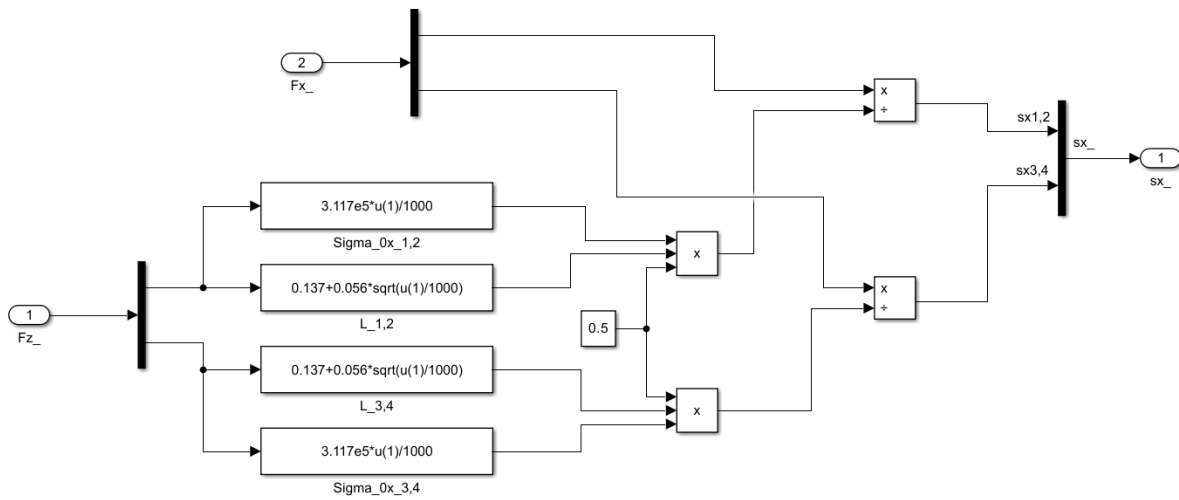 2
Fx_
x
÷
sx1,2
sx_
1
sx_
sx3,4
3.117e5*u(1)/1000
Sigma_0x_1,2
x
0.137+0.056*sqrt(u(1)/1000)
L_1,2
x
÷
1
Fz_
0.5
0.137+0.056*sqrt(u(1)/1000)
L_3,4
x
3.117e5*u(1)/1000
Sigma_0x_3,4